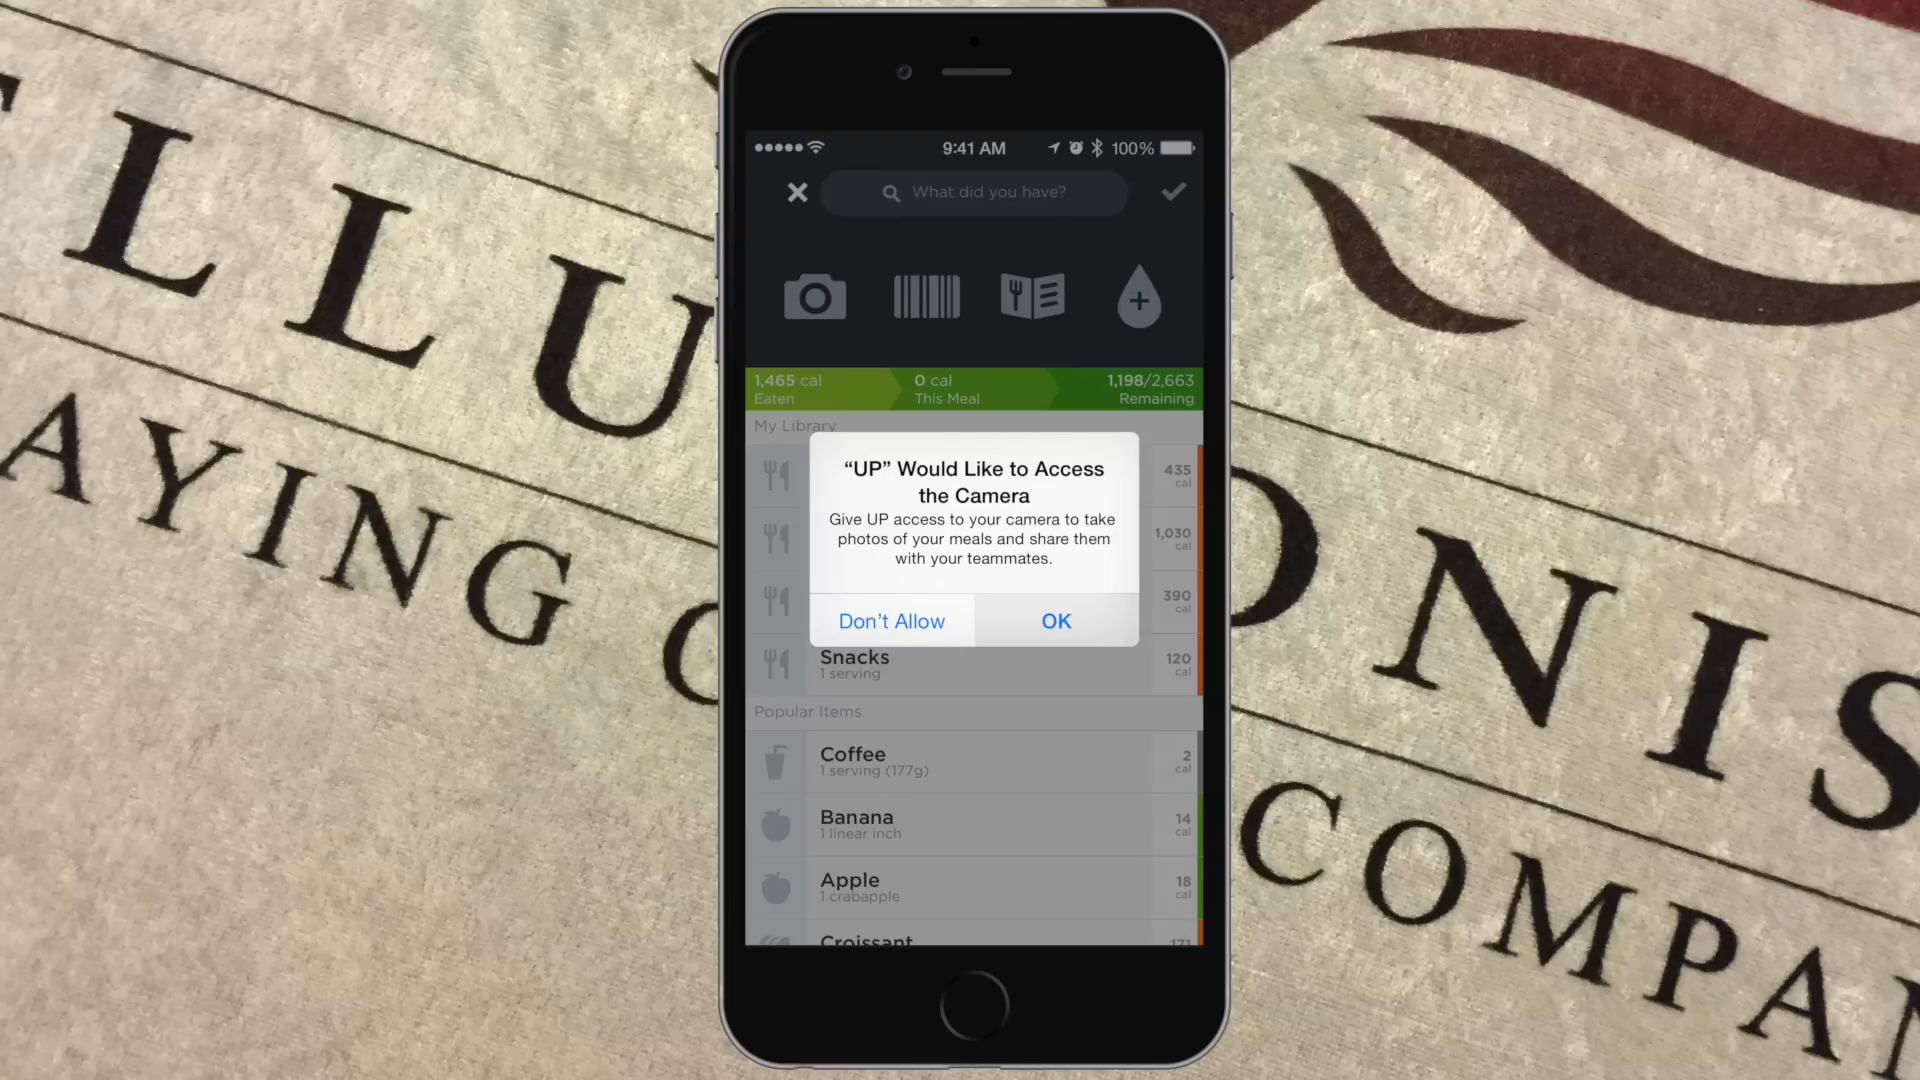 9:41 AM
100%
What did you have?
1,465 cal
Eaten
0 cal
This Meal
1,198/2,663
Remaining
My Library
“UP” Would Like to Access
the Camera
Give UP access to your camera to take
photos of your meals and share them
with your teammates.
Don’t Allow
OK
435
cal
1,030
cal
390
cal
Snacks
1 serving
120
cal
Popular Items
Coffee
1 serving (177g)
2
cal
Banana
1 linear inch
14
cal
Apple
1 crabapple
18
cal
Croissant
171
LLU
AYING C
ONIS
COMPAN